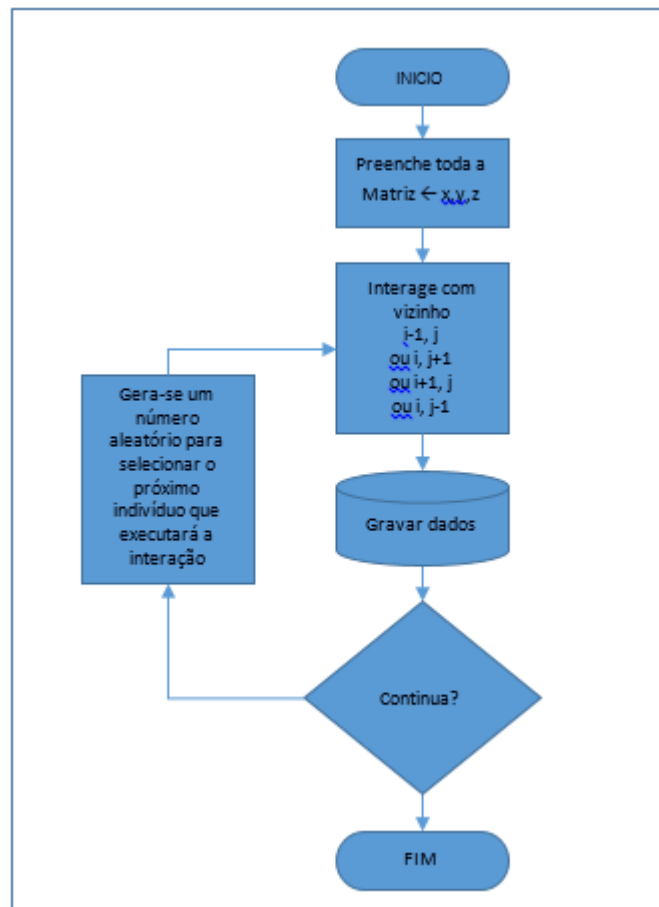 INICIO
Preenche toda a
Matriz ← x,y,z
Interage com
vizinho
i-1, j
ou i, j+1
ou i+1, j
ou i, j-1
Gera-se um
número
aleatório para
selecionar o
próximo
indivíduo que
executará a
interação
Gravar dados
Continua?
FIM